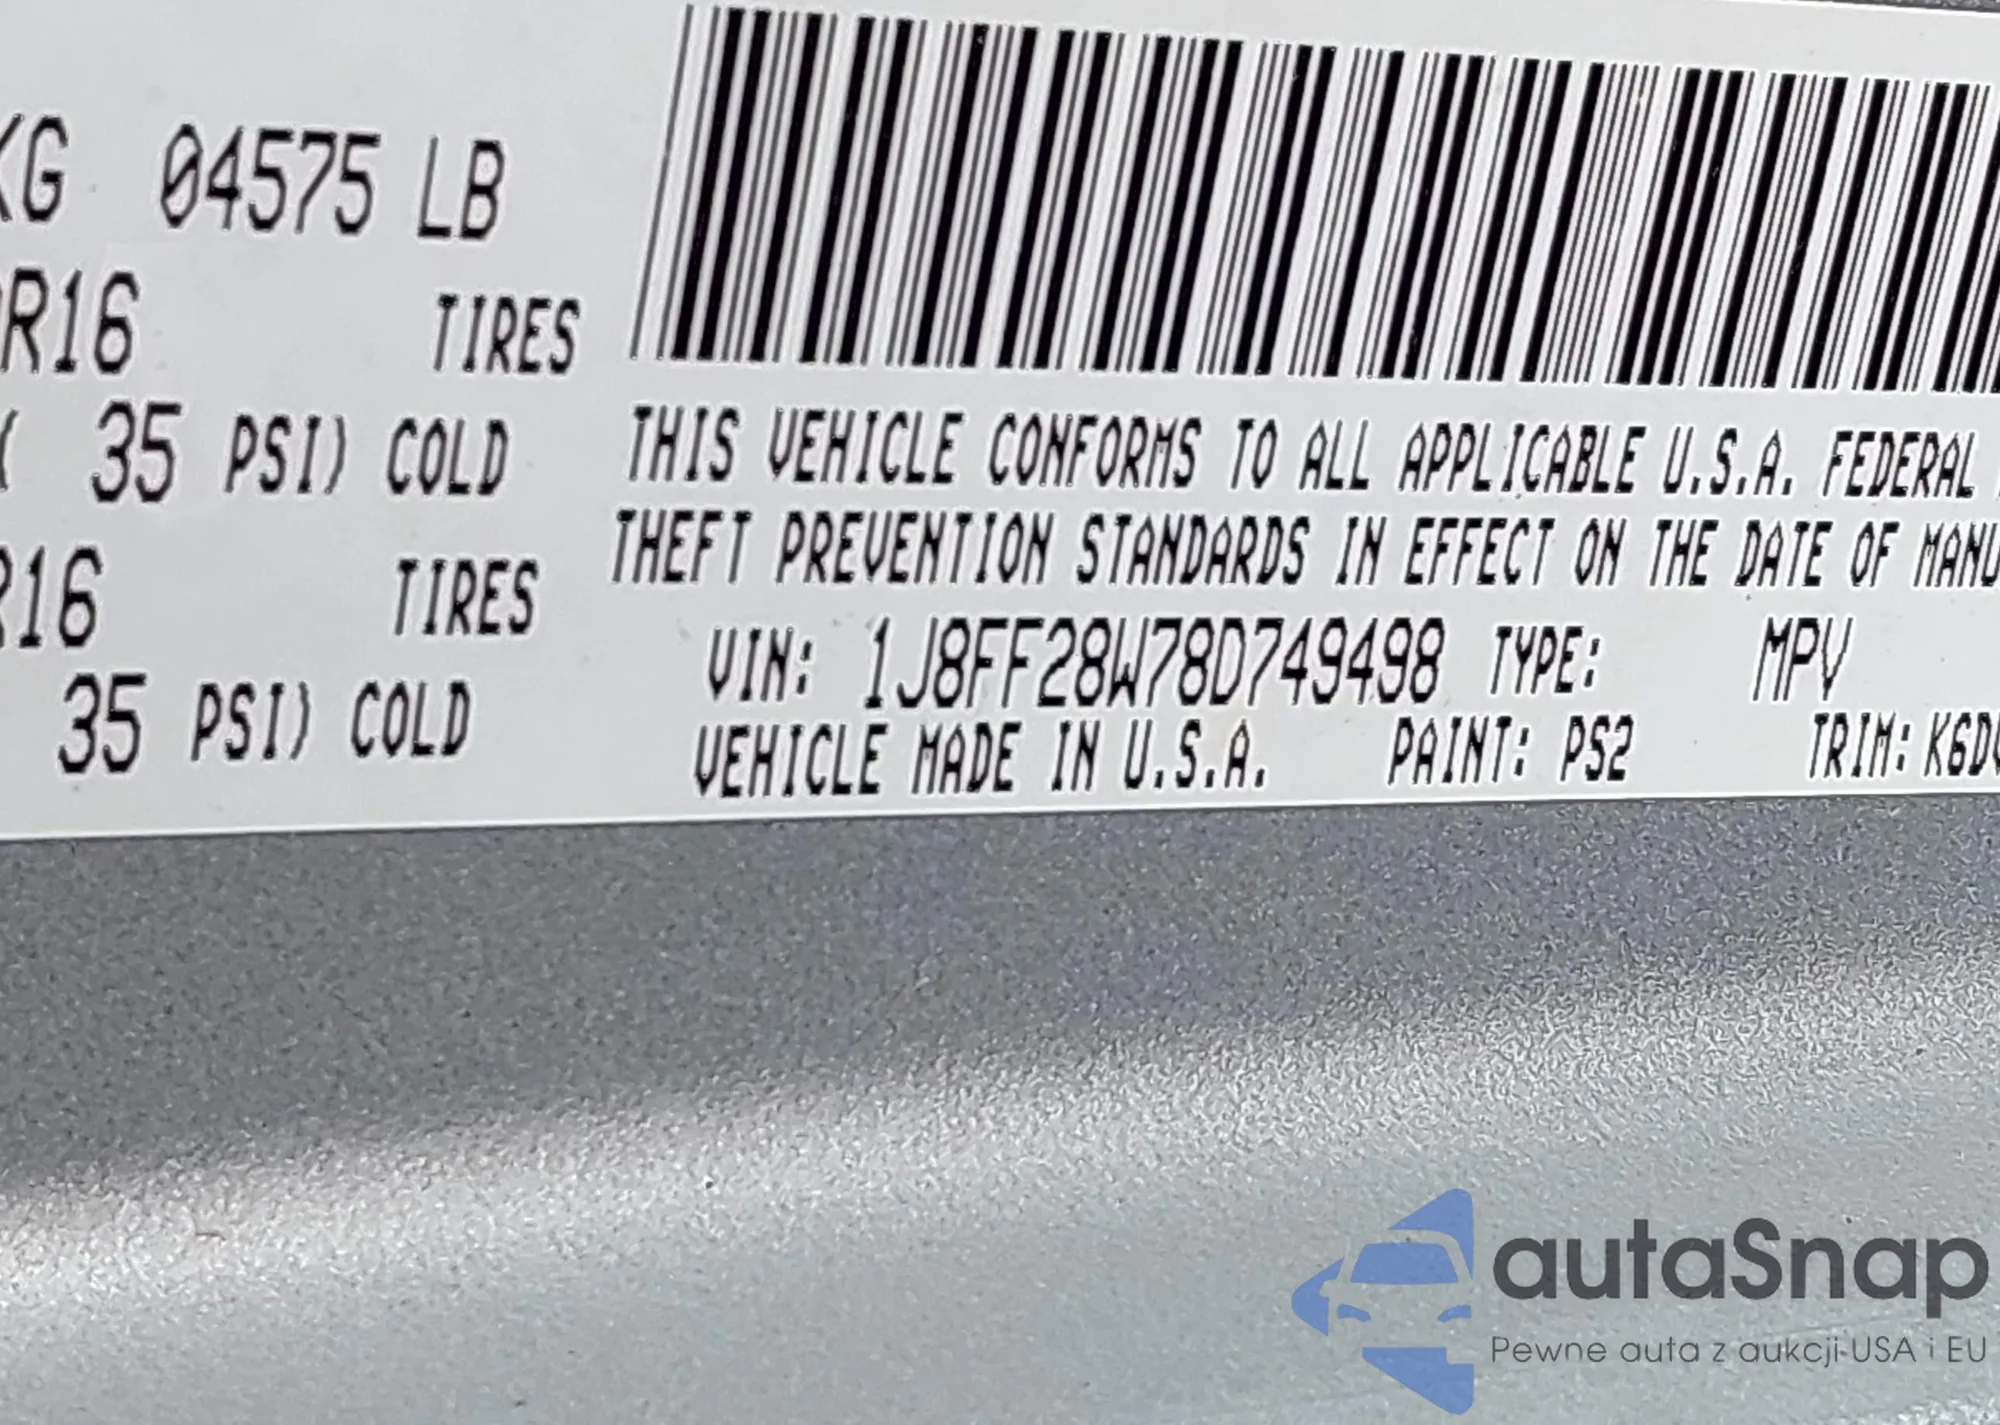 KG 04575 LB
R16 TIRES
( 35 PSI) COLD
R16 TIRES
35 PSI) COLD
THIS VEHICLE CONFORMS TO ALL APPLICABLE U.S.A. FEDERAL
THEFT PREVENTION STANDARDS IN EFFECT ON THE DATE OF MANU
VIN: 1J8FF28W78D749498 TYPE: MPV
VEHICLE MADE IN U.S.A. PAINT: PS2 TRIM: K6DV
autaSnap
Pewne auta z aukcji USA i EU